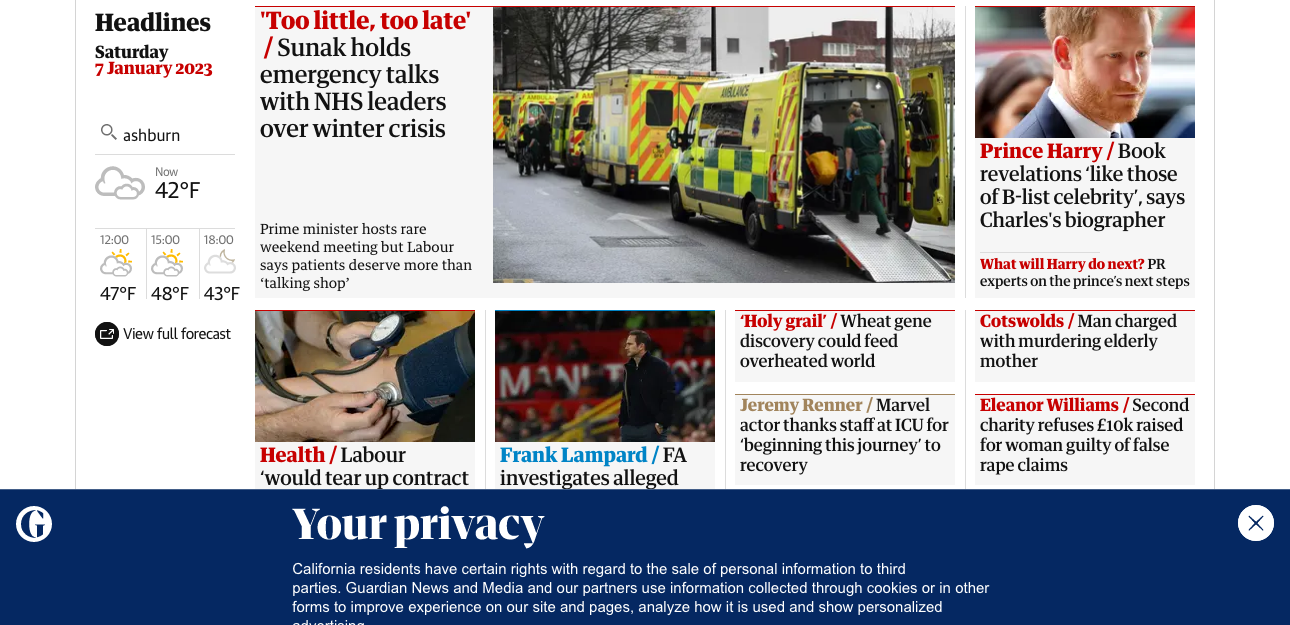 Headlines
Saturday
7 January 2023
ashburn
Now
42°F
12:00
15:00
18:00
47°F
48°F
43°F
View full forecast
'Too little, too late'
/ Sunak holds
emergency talks
with NHS leaders
over winter crisis
Prime minister hosts rare
weekend meeting but Labour
says patients deserve more than
‘talking shop’
AMBULANCE
Prince Harry / Book
revelations ‘like those
of B-list celebrity’, says
Charles's biographer
What will Harry do next? PR
experts on the prince’s next steps
Health / Labour
‘would tear up contract
MAN UTD
Frank Lampard / FA
investigates alleged
‘Holy grail’ / Wheat gene
discovery could feed
overheated world
Jeremy Renner / Marvel
actor thanks staff at ICU for
‘beginning this journey’ to
recovery
Cotswolds / Man charged
with murdering elderly
mother
Eleanor Williams / Second
charity refuses £10k raised
for woman guilty of false
rape claims
Your privacy
California residents have certain rights with regard to the sale of personal information to third
parties. Guardian News and Media and our partners use information collected through cookies or in other
forms to improve experience on our site and pages, analyze how it is used and show personalized
advertising.